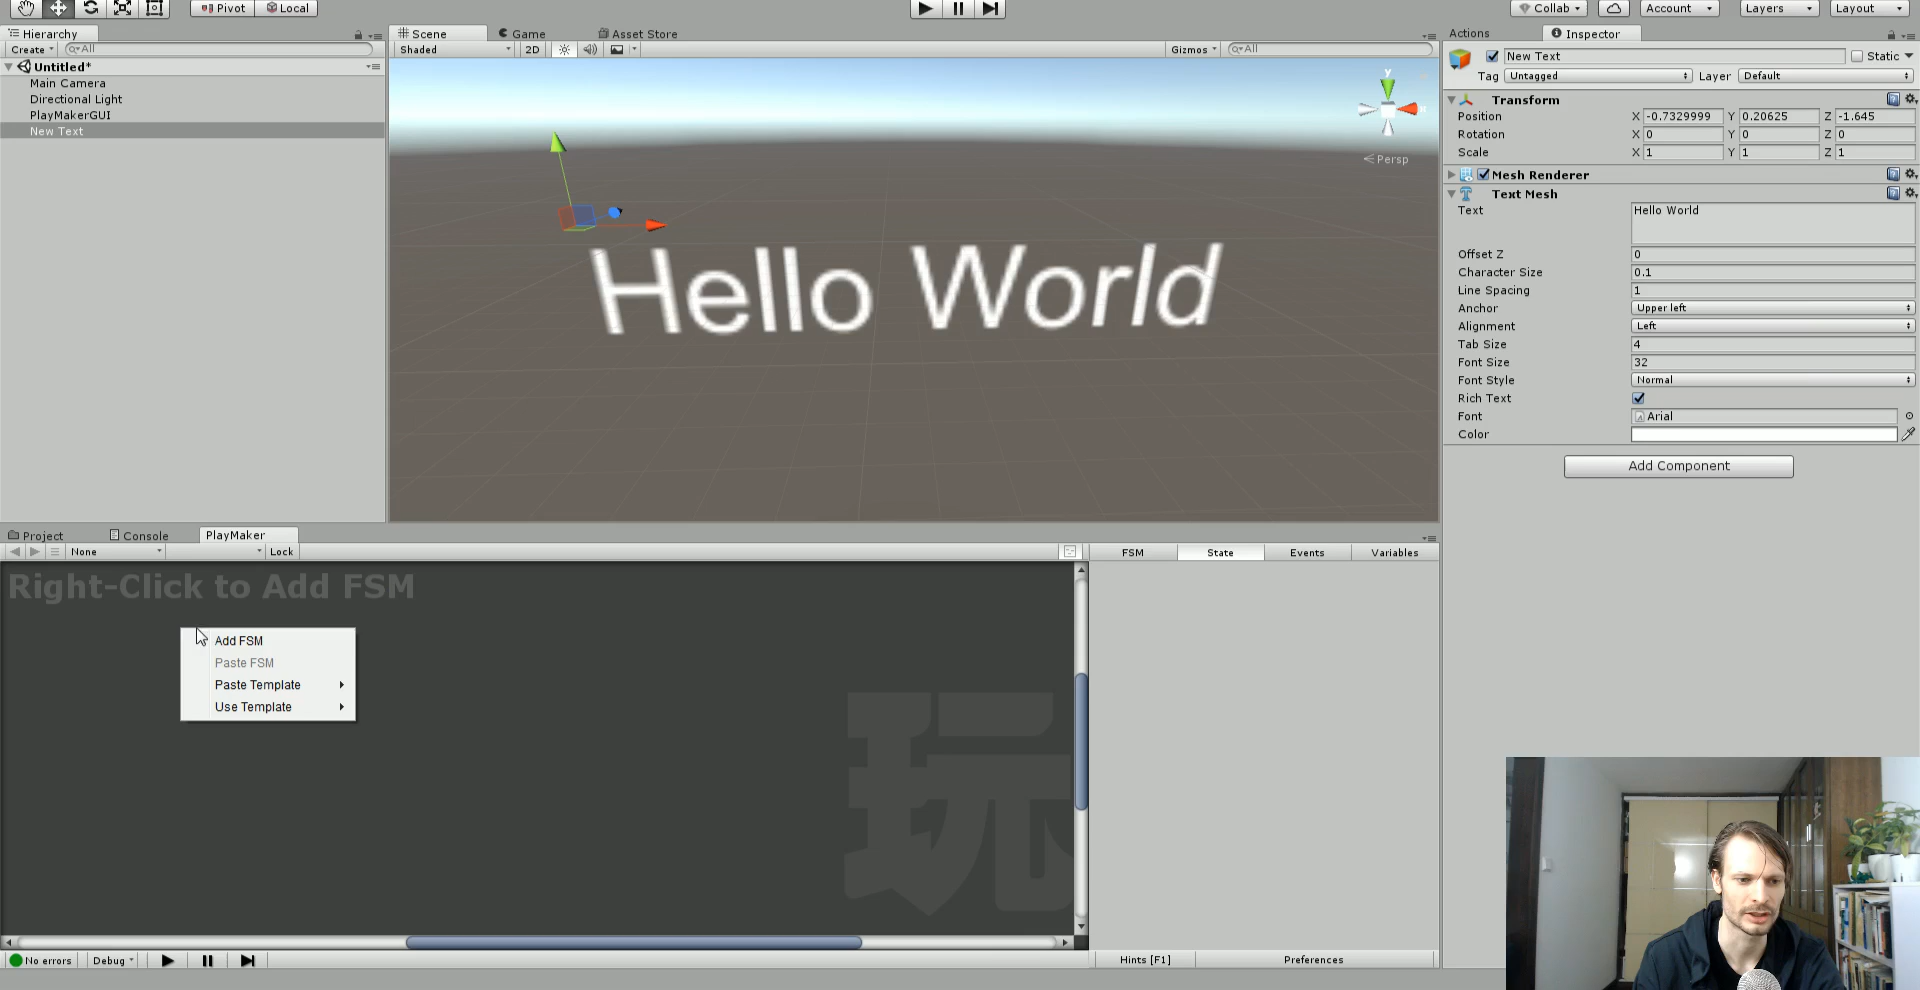 Pivot
Local
Collab
Account
Layers
Layout
Hierarchy
Create
All
Untitled*
Main Camera
Directional Light
PlayMakerGUI
New Text
Scene
Game
Asset Store
Shaded
2D
Gizmos
All
y
Persp
Hello World
Actions
Inspector
New Text
Static
Tag
Untagged
Layer
Default
Transform
Position
X -0.7329999 Y 0.20625 Z -1.645
Rotation
X 0 Y 0 Z 0
Scale
X 1 Y 1 Z 1
Mesh Renderer
Text Mesh
Text
Hello World
Offset Z
0
Character Size
0.1
Line Spacing
1
Anchor
Upper left
Alignment
Left
Tab Size
4
Font Size
32
Font Style
Normal
Rich Text
Font
Arial
Color
Add Component
Project
Console
PlayMaker
None
Lock
FSM
State
Events
Variables
Right-Click to Add FSM
Add FSM
Paste FSM
Paste Template
Use Template
玩
No errors
Debug
Hints [F1]
Preferences